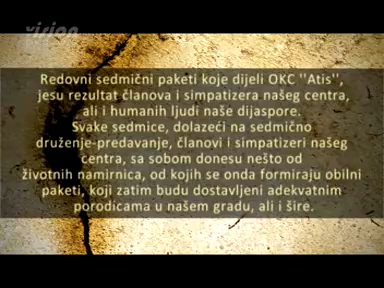 vision
Redovni sedmični paketi koje dijeli OKC "Atis",
jesu rezultat članova i simpatizera našeg centra,
ali i humanih ljudi naše dijaspore.
Svake sedmice, dolazeći na sedmično
druženje-predavanje, članovi i simpatizeri našeg
centra, sa sobom donesu nešto od
životnih namirnica, od kojih se onda formiraju obilni
paketi, koji zatim budu dostavljeni adekvatnim
porodicama u našem gradu, ali i šire.